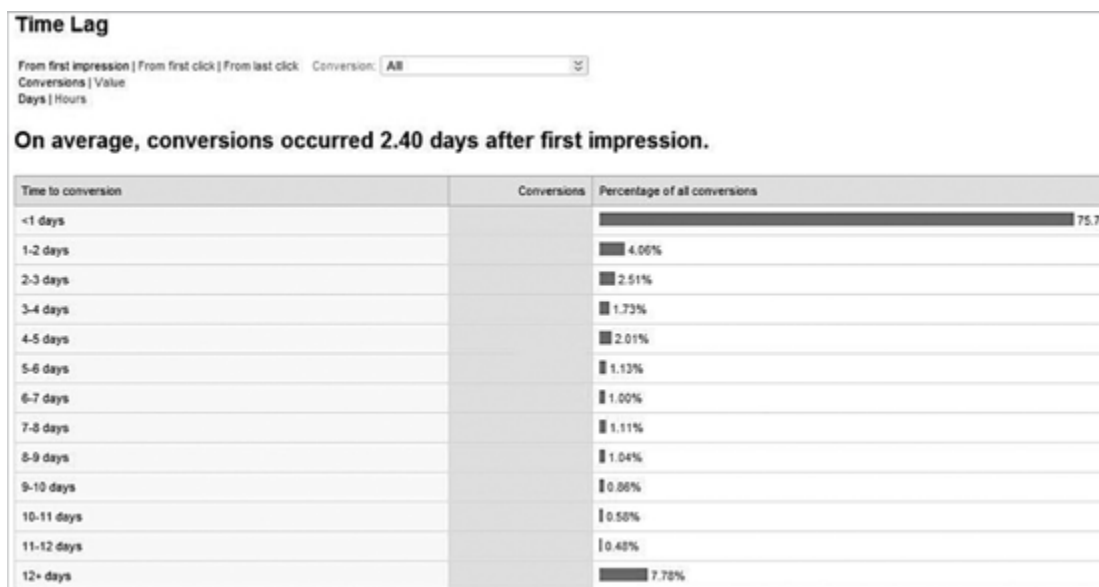 Time Lag
From first impression | From first click | From last click Conversion: All
Conversions | Value
Days | Hours
On average, conversions occurred 2.40 days after first impression.
Time to conversion Conversions Percentage of all conversions
<1 days 75.7
1-2 days 4.06%
2-3 days 2.51%
3-4 days 1.73%
4-5 days 2.01%
5-6 days 1.13%
6-7 days 1.00%
7-8 days 1.11%
8-9 days 1.04%
9-10 days 0.86%
10-11 days 0.58%
11-12 days 0.48%
12+ days 7.78%